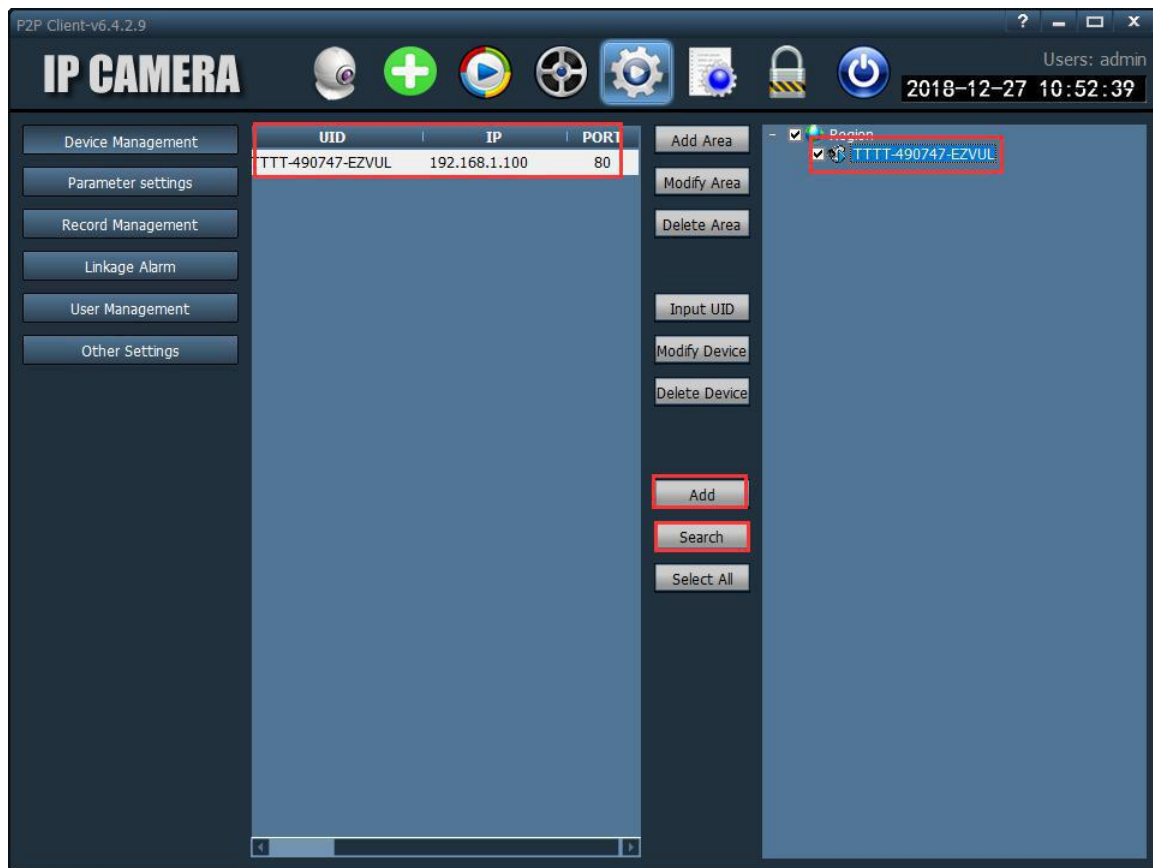 P2P Client-v6.4.2.9
IP CAMERA
Users: admin
2018-12-27 10:52:39
Device Management
Parameter settings
Record Management
Linkage Alarm
User Management
Other Settings
UID IP PORT
TTTT-490747-EZVUL 192.168.1.100 80
Add Area
Modify Area
Delete Area
Input UID
Modify Device
Delete Device
Add
Search
Select All
Region
TTTT-490747-EZVUL